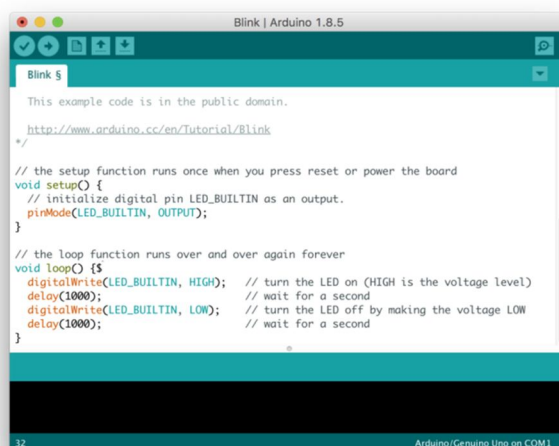 Blink | Arduino 1.8.5
Blink §
This example code is in the public domain.
http://www.arduino.cc/en/Tutorial/Blink
*/
// the setup function runs once when you press reset or power the board
void setup() {
// initialize digital pin LED_BUILTIN as an output.
pinMode(LED_BUILTIN, OUTPUT);
}
// the loop function runs over and over again forever
void loop() {$
digitalWrite(LED_BUILTIN, HIGH); // turn the LED on (HIGH is the voltage level)
delay(1000); // wait for a second
digitalWrite(LED_BUILTIN, LOW); // turn the LED off by making the voltage LOW
delay(1000); // wait for a second
}
32 Arduino/Genuino Uno on COM1